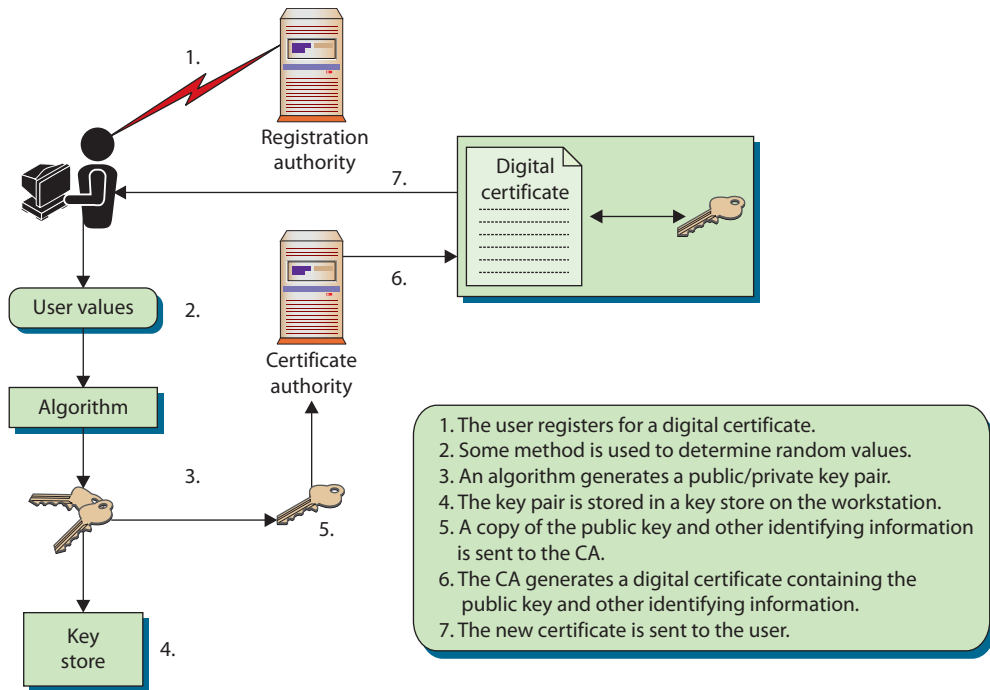 1.
Registration
authority
7.
Digital
certificate
6.
User values
2.
Certificate
authority
Algorithm
3.
5.
Key
store
4.
1. The user registers for a digital certificate.
2. Some method is used to determine random values.
3. An algorithm generates a public/private key pair.
4. The key pair is stored in a key store on the workstation.
5. A copy of the public key and other identifying information
is sent to the CA.
6. The CA generates a digital certificate containing the
public key and other identifying information.
7. The new certificate is sent to the user.